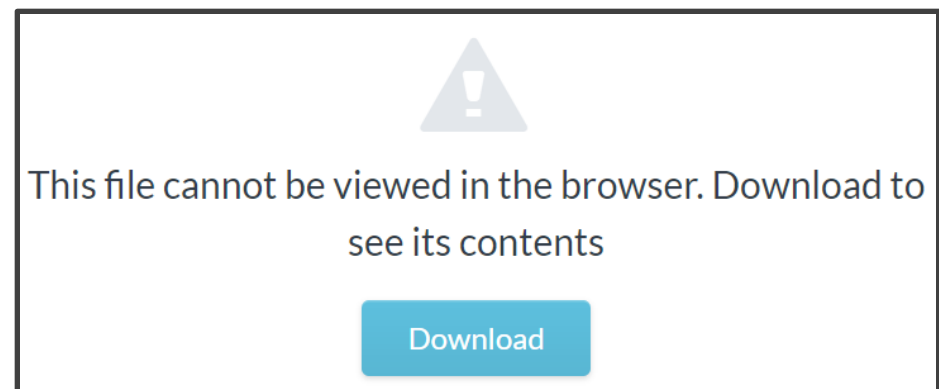 This file cannot be viewed in the browser. Download to
see its contents
Download